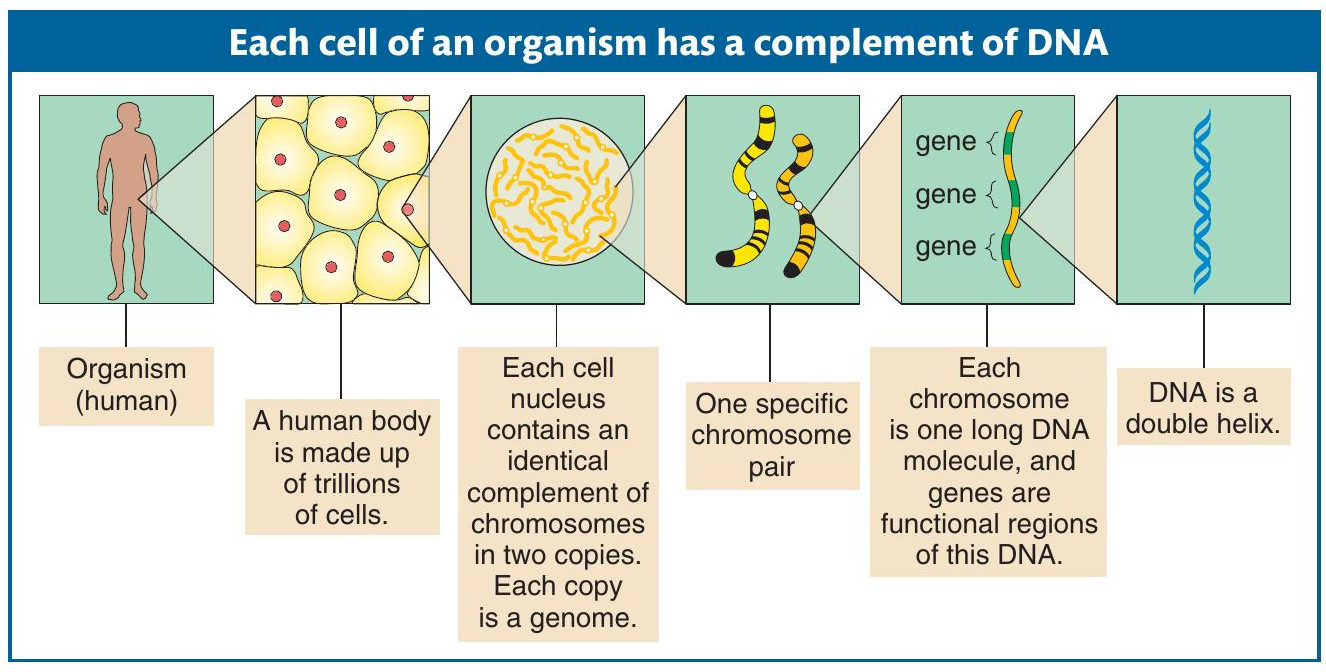 Each cell of an organism has a complement of DNA
gene
gene
gene
Organism
(human)
A human body
is made up
of trillions
of cells.
Each cell
nucleus
contains an
identical
complement of
chromosomes
in two copies.
Each copy
is a genome.
One specific
chromosome
pair
Each
chromosome
is one long DNA
molecule, and
genes are
functional regions
of this DNA.
DNA is a
double helix.